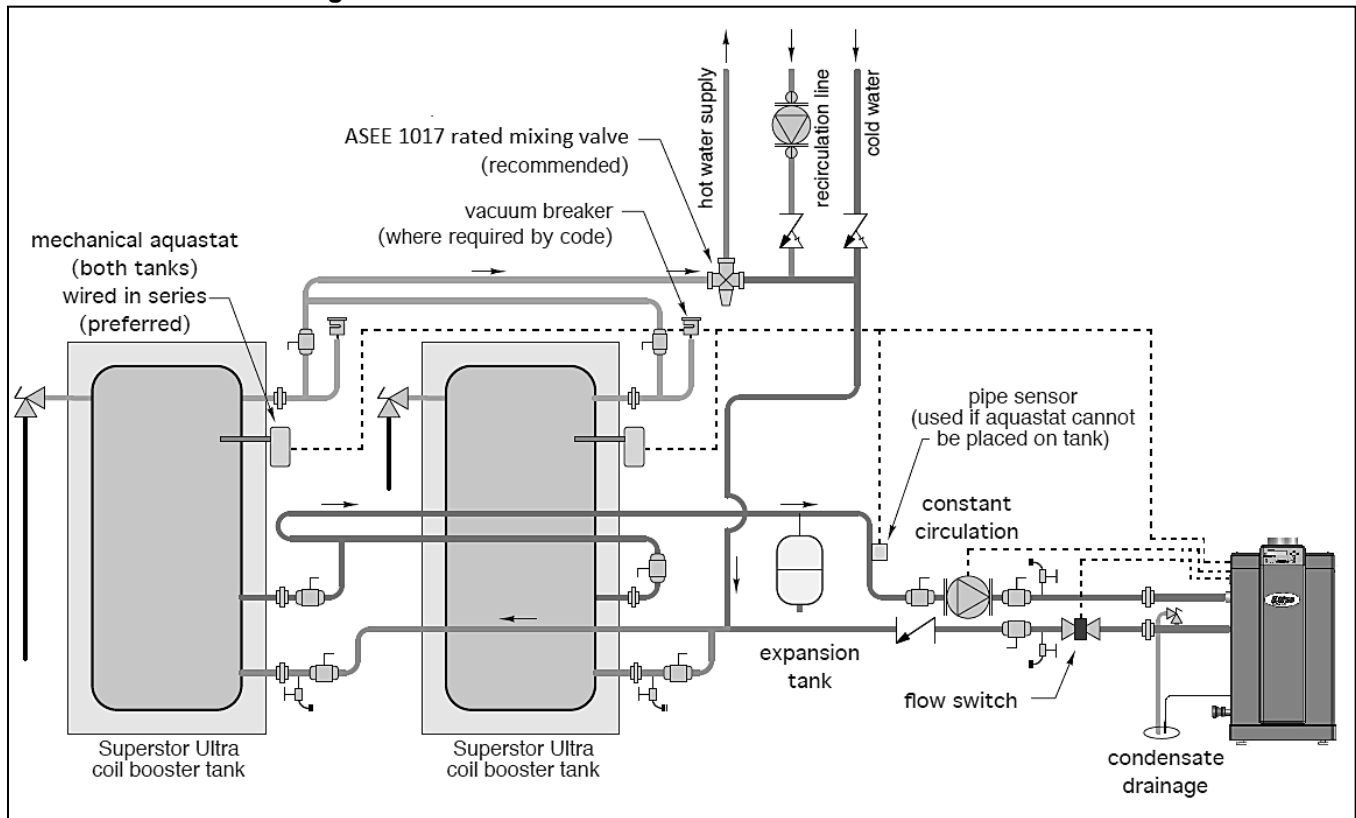 hot water supply
recirculation line
cold water
ASEE 1017 rated mixing valve
(recommended)
vacuum breaker
(where required by code)
mechanical aquastat
(both tanks)
wired in series
(preferred)
pipe sensor
(used if aquastat cannot
be placed on tank)
constant
circulation
expansion
tank
flow switch
condensate
drainage
Superstor Ultra
coil booster tank
Superstor Ultra
coil booster tank